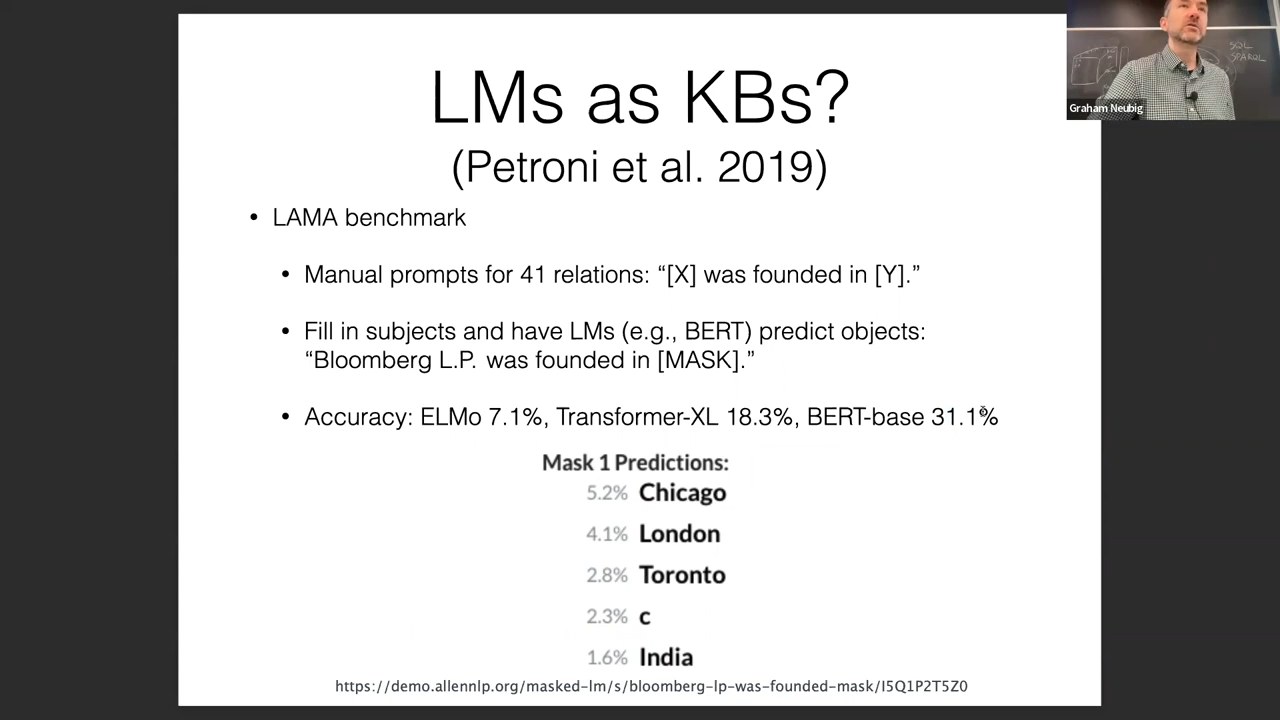 LMs as KBs?
(Petroni et al. 2019)
• LAMA benchmark
• Manual prompts for 41 relations: “[X] was founded in [Y].”
• Fill in subjects and have LMs (e.g., BERT) predict objects:
“Bloomberg L.P. was founded in [MASK].”
• Accuracy: ELMo 7.1%, Transformer-XL 18.3%, BERT-base 31.1%
Mask 1 Predictions:
5.2% Chicago
4.1% London
2.8% Toronto
2.3% c
1.6% India
https://demo.allennlp.org/masked-lm/s/bloomberg-lp-was-founded-mask/I5Q1P2T5Z0
SQL
SPARQL
Graham Neubig